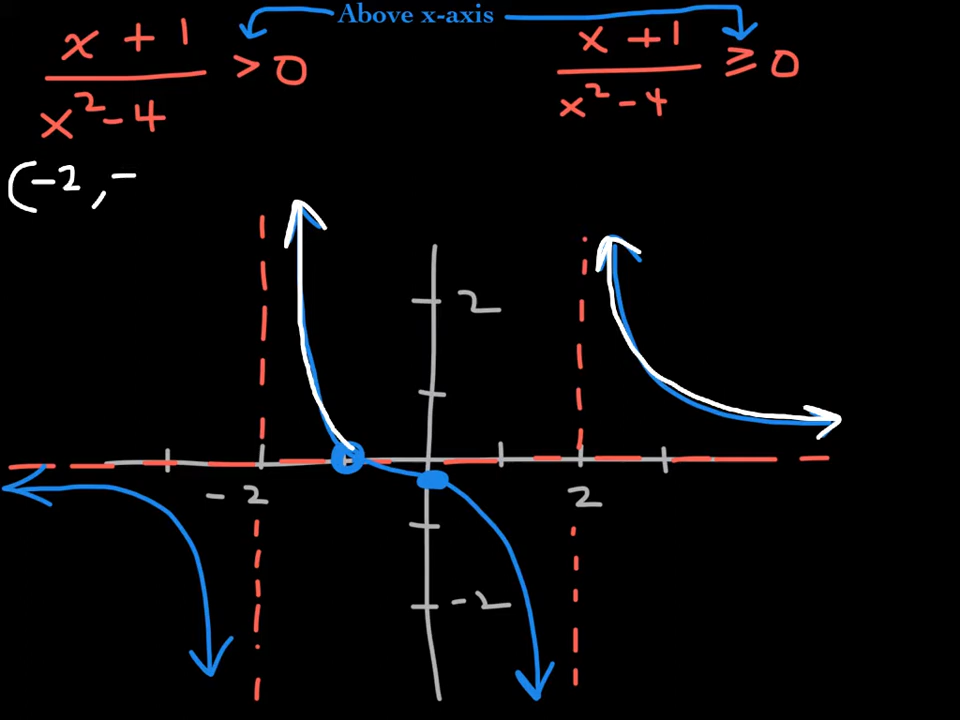 Above x-axis
x + 1 / x² - 4 > 0
x + 1 / x² - 4 ≥ 0
(-2, -
2
-2
2
-2